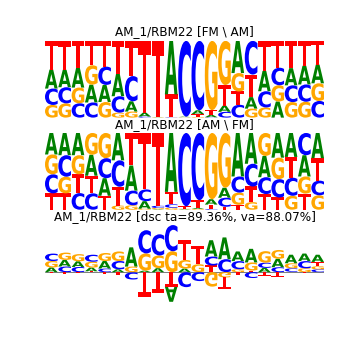 AM_1/RBM22 [FM \ AM]
AM_1/RBM22 [AM \ FM]
AM_1/RBM22 [dsc ta=89.36%, va=88.07%]